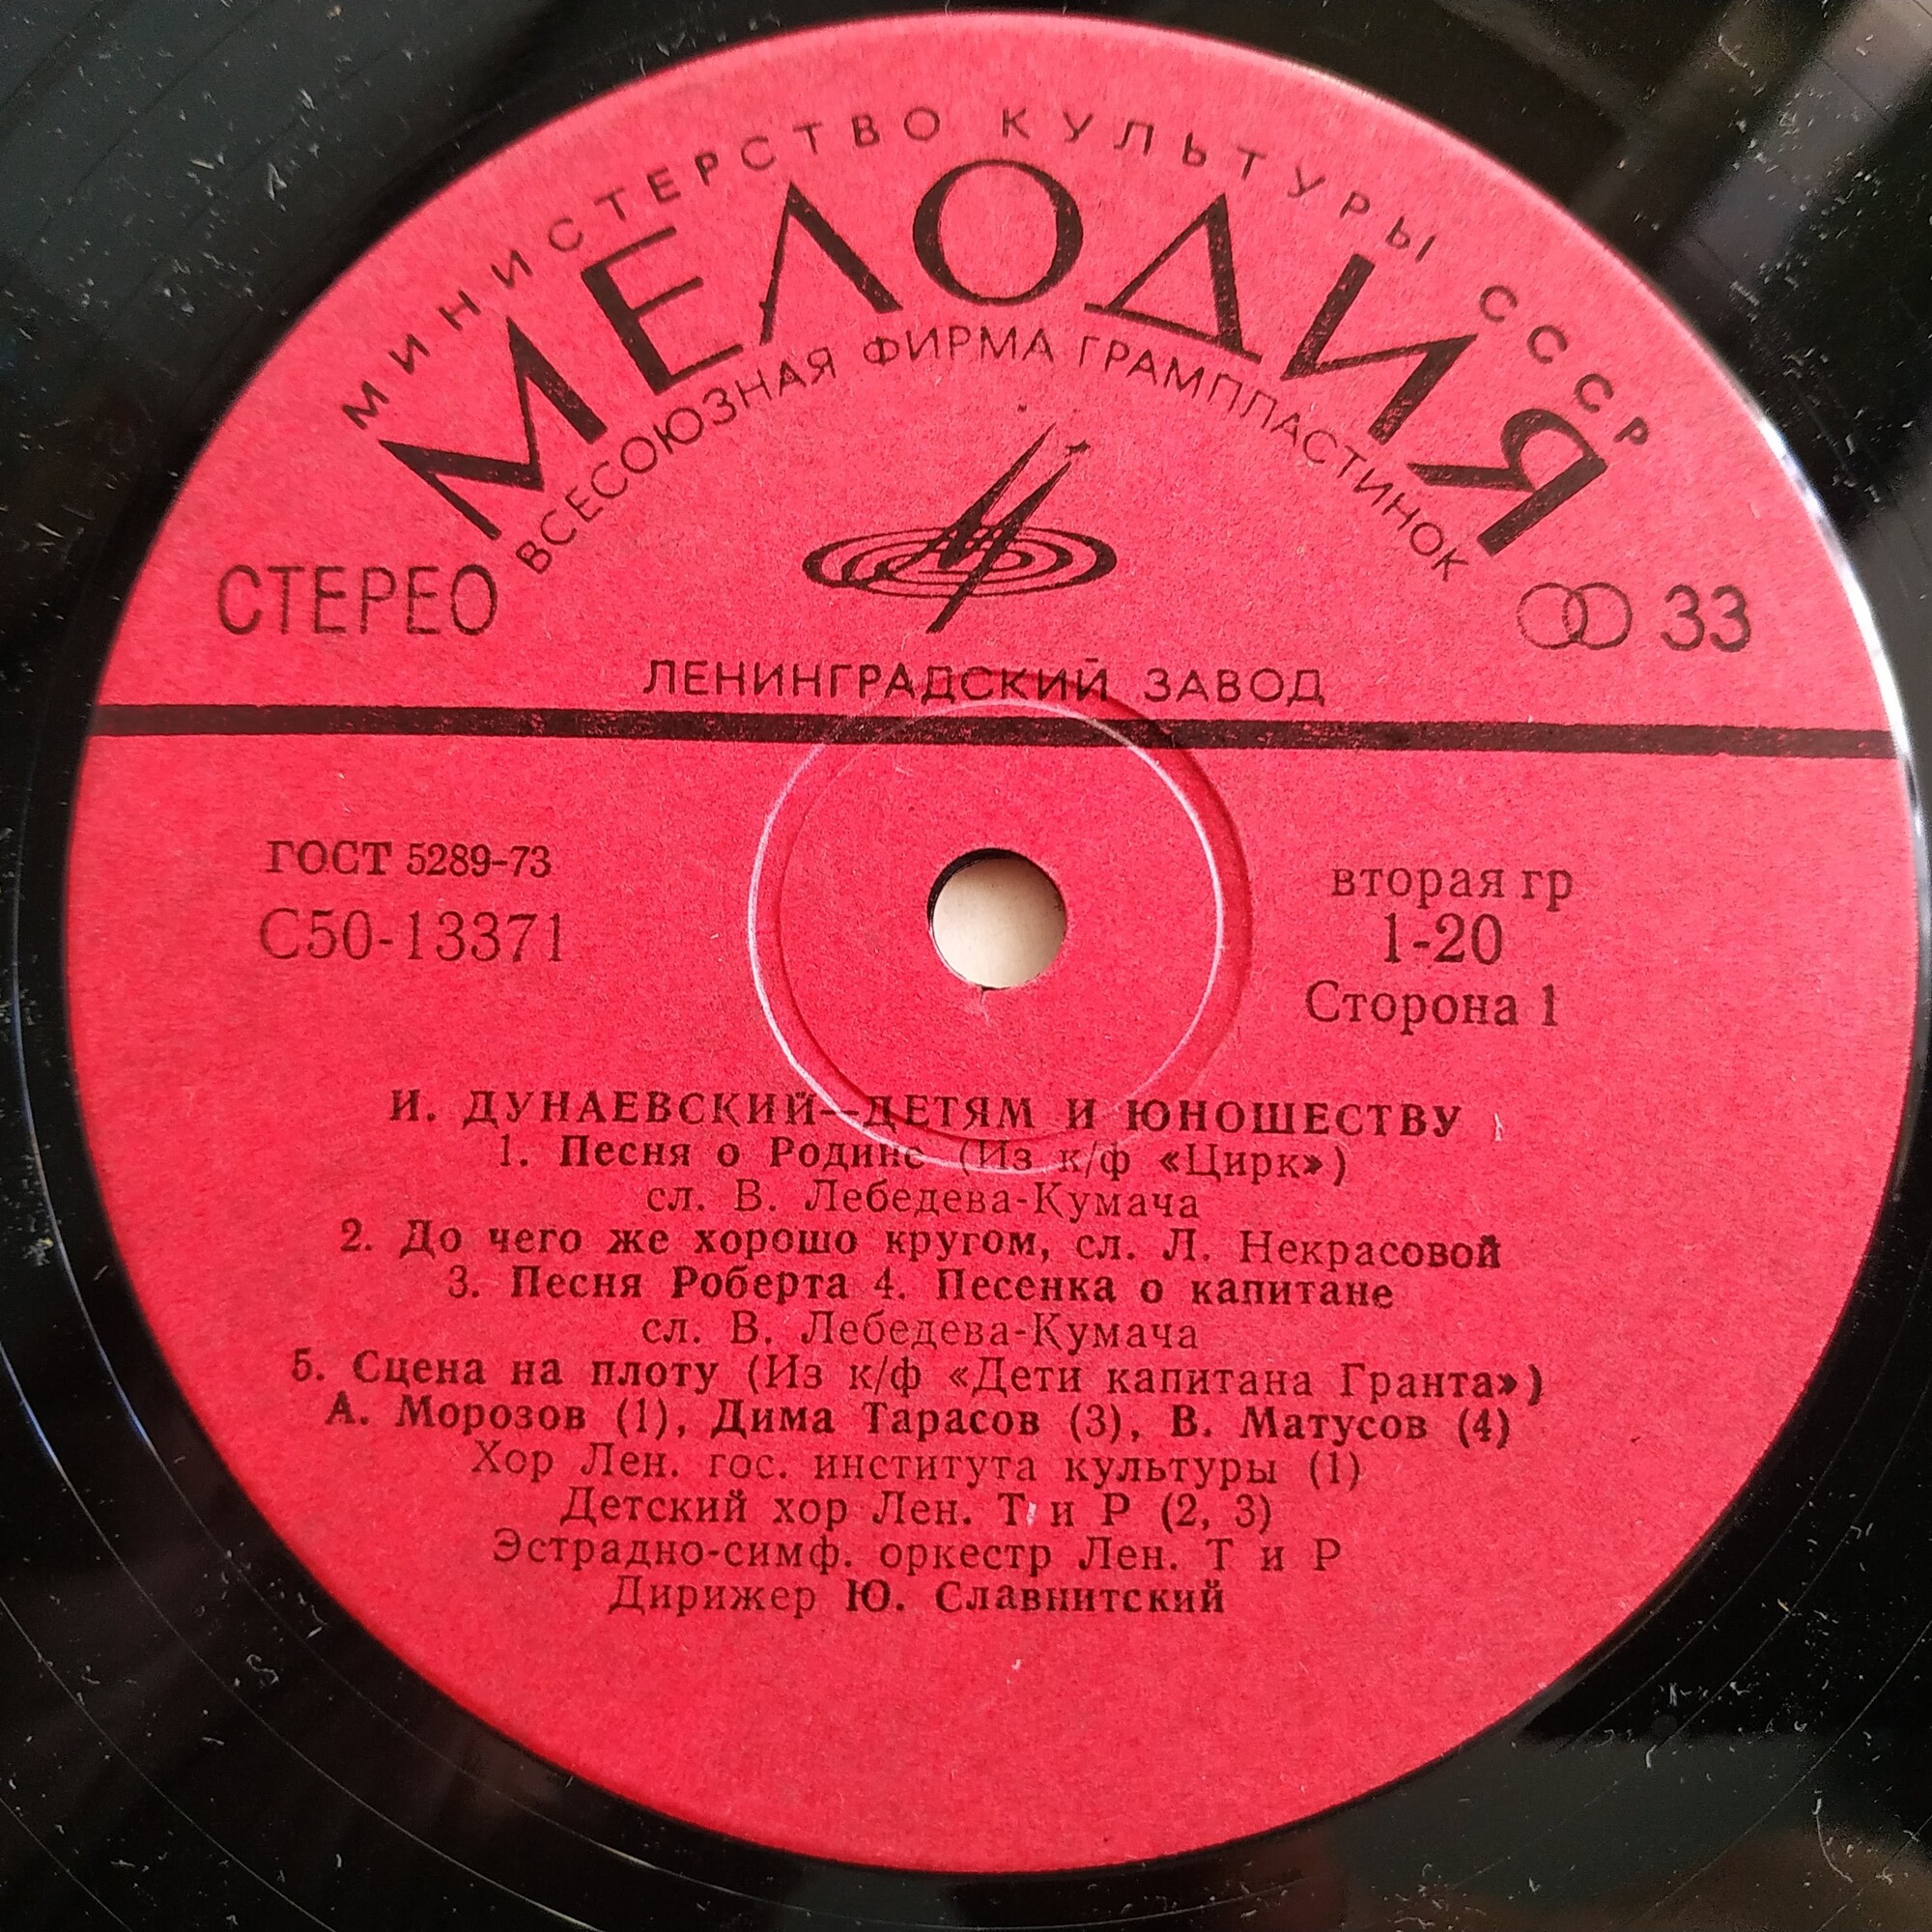 МИНИСТЕРСТВО КУЛЬТУРЫ СССР
МЕЛОДИЯ
ВСЕСОЮЗНАЯ ФИРМА ГРАМПЛАСТИНОК
СТЕРЕО
33
ЛЕНИНГРАДСКИЙ ЗАВОД
ГОСТ 5289-73
С50-13371
вторая гр
1-20
Сторона 1
И. ДУНАЕВСКИЙ—ДЕТЯМ И ЮНОШЕСТВУ
1. Песня о Родине (Из к/ф «Цирк»)
сл. В. Лебедева-Кумача
2. До чего же хорошо кругом, сл. Л. Некрасовой
3. Песня Роберта 4. Песенка о капитане
сл. В. Лебедева-Кумача
5. Сцена на плоту (Из к/ф «Дети капитана Гранта»)
А. Морозов (1), Дима Тарасов (3), В. Матусов (4)
Хор Лен. гос. института культуры (1)
Детский хор Лен. Т и Р (2, 3)
Эстрадно-симф. оркестр Лен. Т и Р
Дирижер Ю. Славнитский